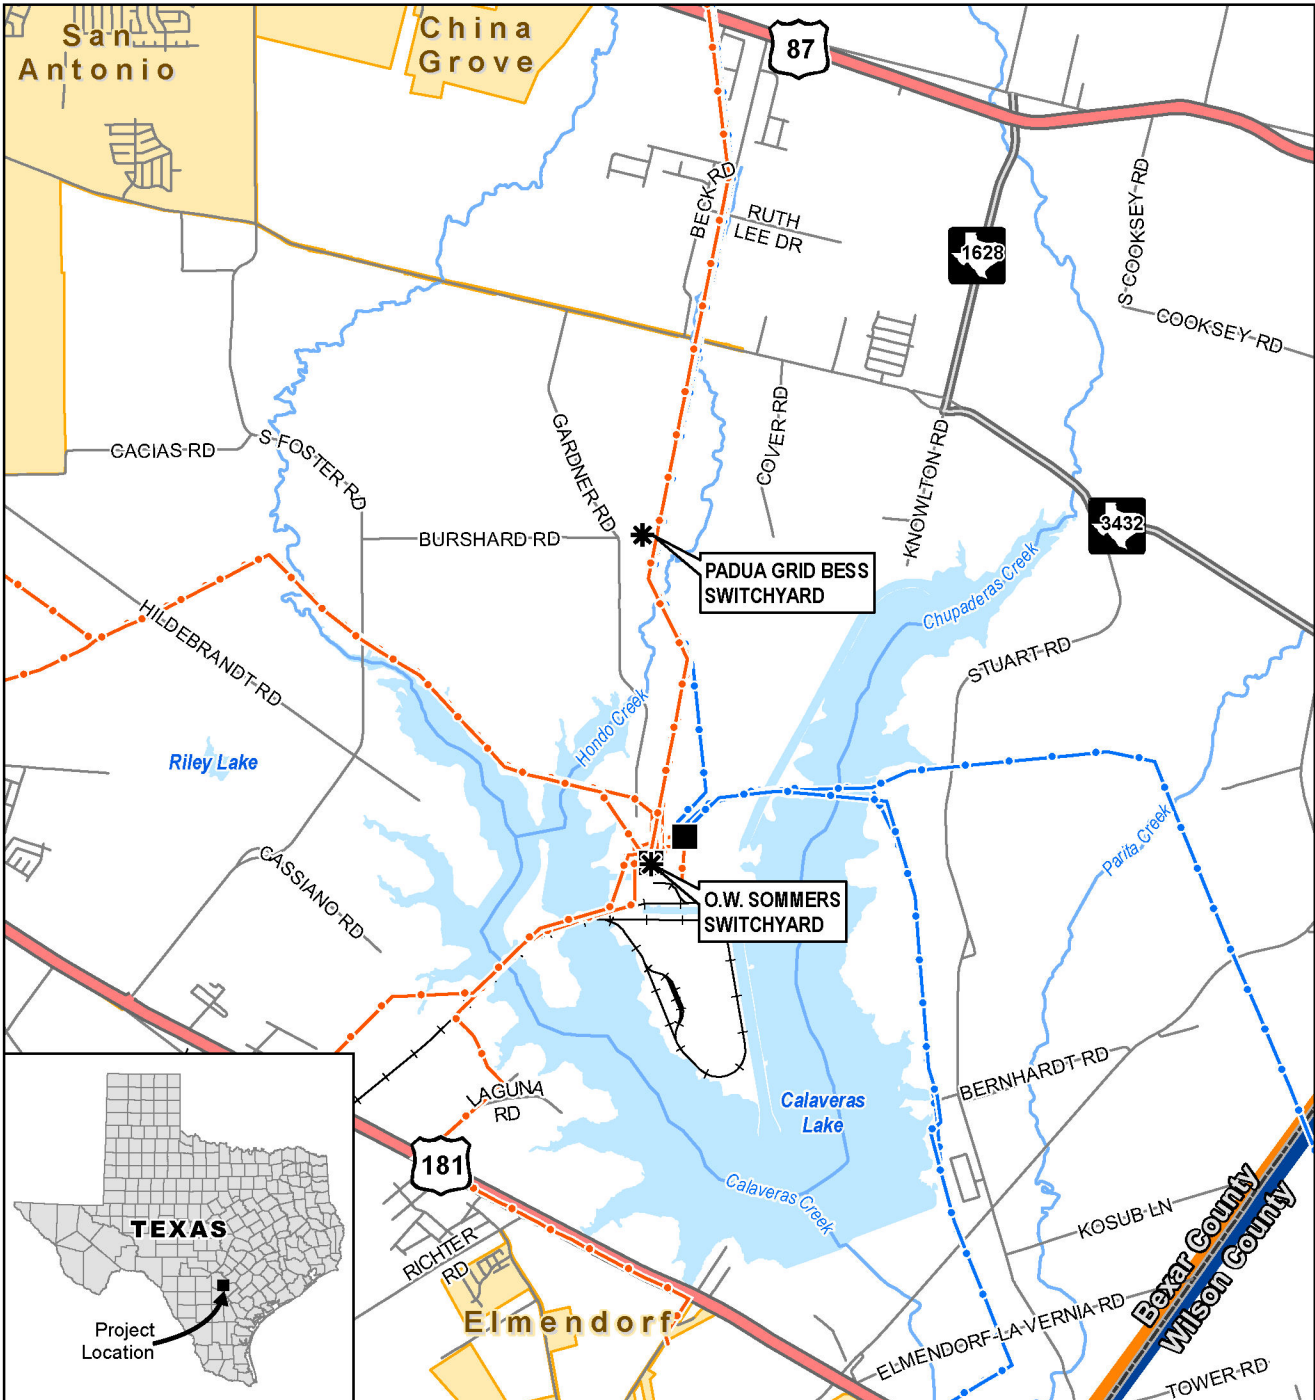 San
Antonio
China
Grove
87
BECK RD
RUTH
LEE DR
1628
S COOKSEY RD
COOKSEY RD
CACIAS RD
S FOSTER RD
GARDNER RD
COVER RD
KNOWLTON RD
3432
BURSHARD RD
PADUA GRID BESS
SWITCHYARD
Chupaderas Creek
HILDEBRANDT RD
STUART RD
Hondo Creek
Riley Lake
Parita Creek
CASSIANO RD
O.W. SOMMERS
SWITCHYARD
LAGUNA
RD
BERNHARDT RD
Calaveras
Lake
181
Calaveras Creek
RICHTER
RD
KOSUB LN
Bexar County
Wilson County
Elmendorf
ELMENDORF-LA VERNIA RD
TOWER RD
TEXAS
Project
Location